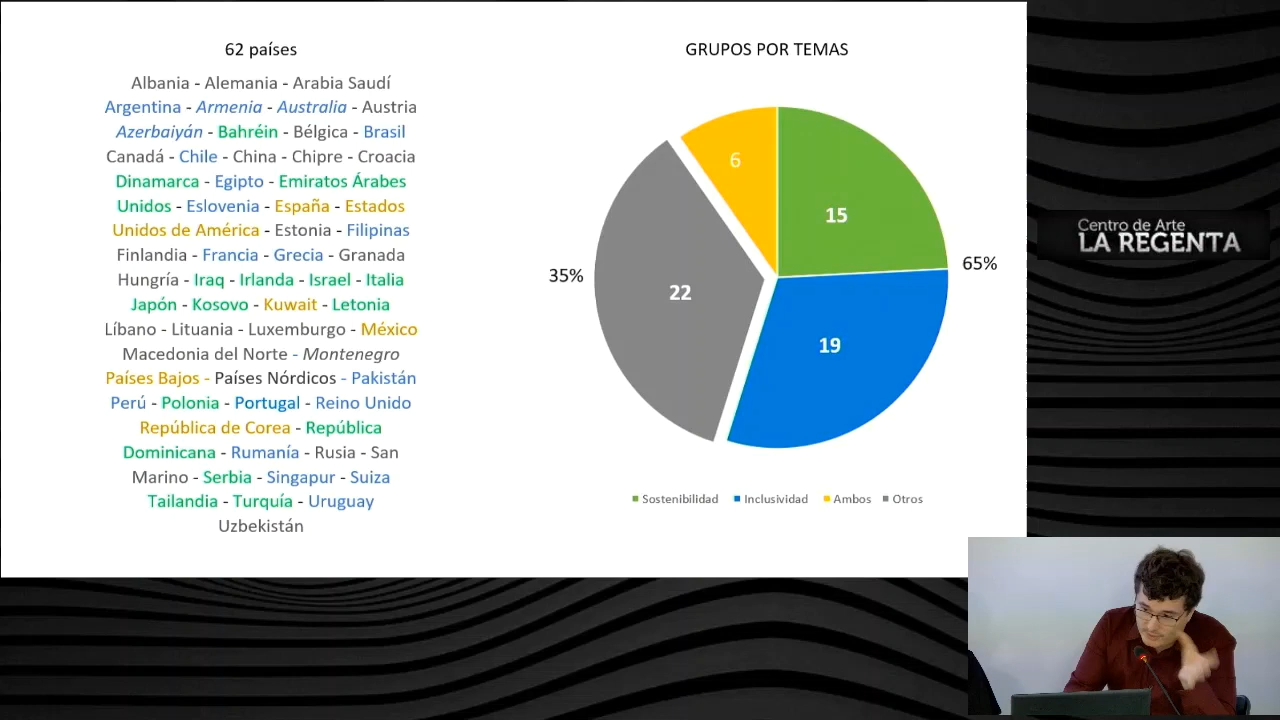 62 países
Albania - Alemania - Arabia Saudí
Argentina - Armenia - Australia - Austria
Azerbaiyán - Bahréin - Bélgica - Brasil
Canadá - Chile - China - Chipre - Croacia
Dinamarca - Egipto - Emiratos Árabes
Unidos - Eslovenia - España - Estados
Unidos de América - Estonia - Filipinas
Finlandia - Francia - Grecia - Granada
Hungría - Iraq - Irlanda - Israel - Italia
Japón - Kosovo - Kuwait - Letonia
Líbano - Lituania - Luxemburgo - México
Macedonia del Norte - Montenegro
Países Bajos - Países Nórdicos - Pakistán
Perú - Polonia - Portugal - Reino Unido
República de Corea - República
Dominicana - Rumanía - Rusia - San
Marino - Serbia - Singapur - Suiza
Tailandia - Turquía - Uruguay
Uzbekistán
GRUPOS POR TEMAS
6
15
35%
22
65%
19
Sostenibilidad Inclusividad Ambos Otros
Centro de Arte
LA REGENTA